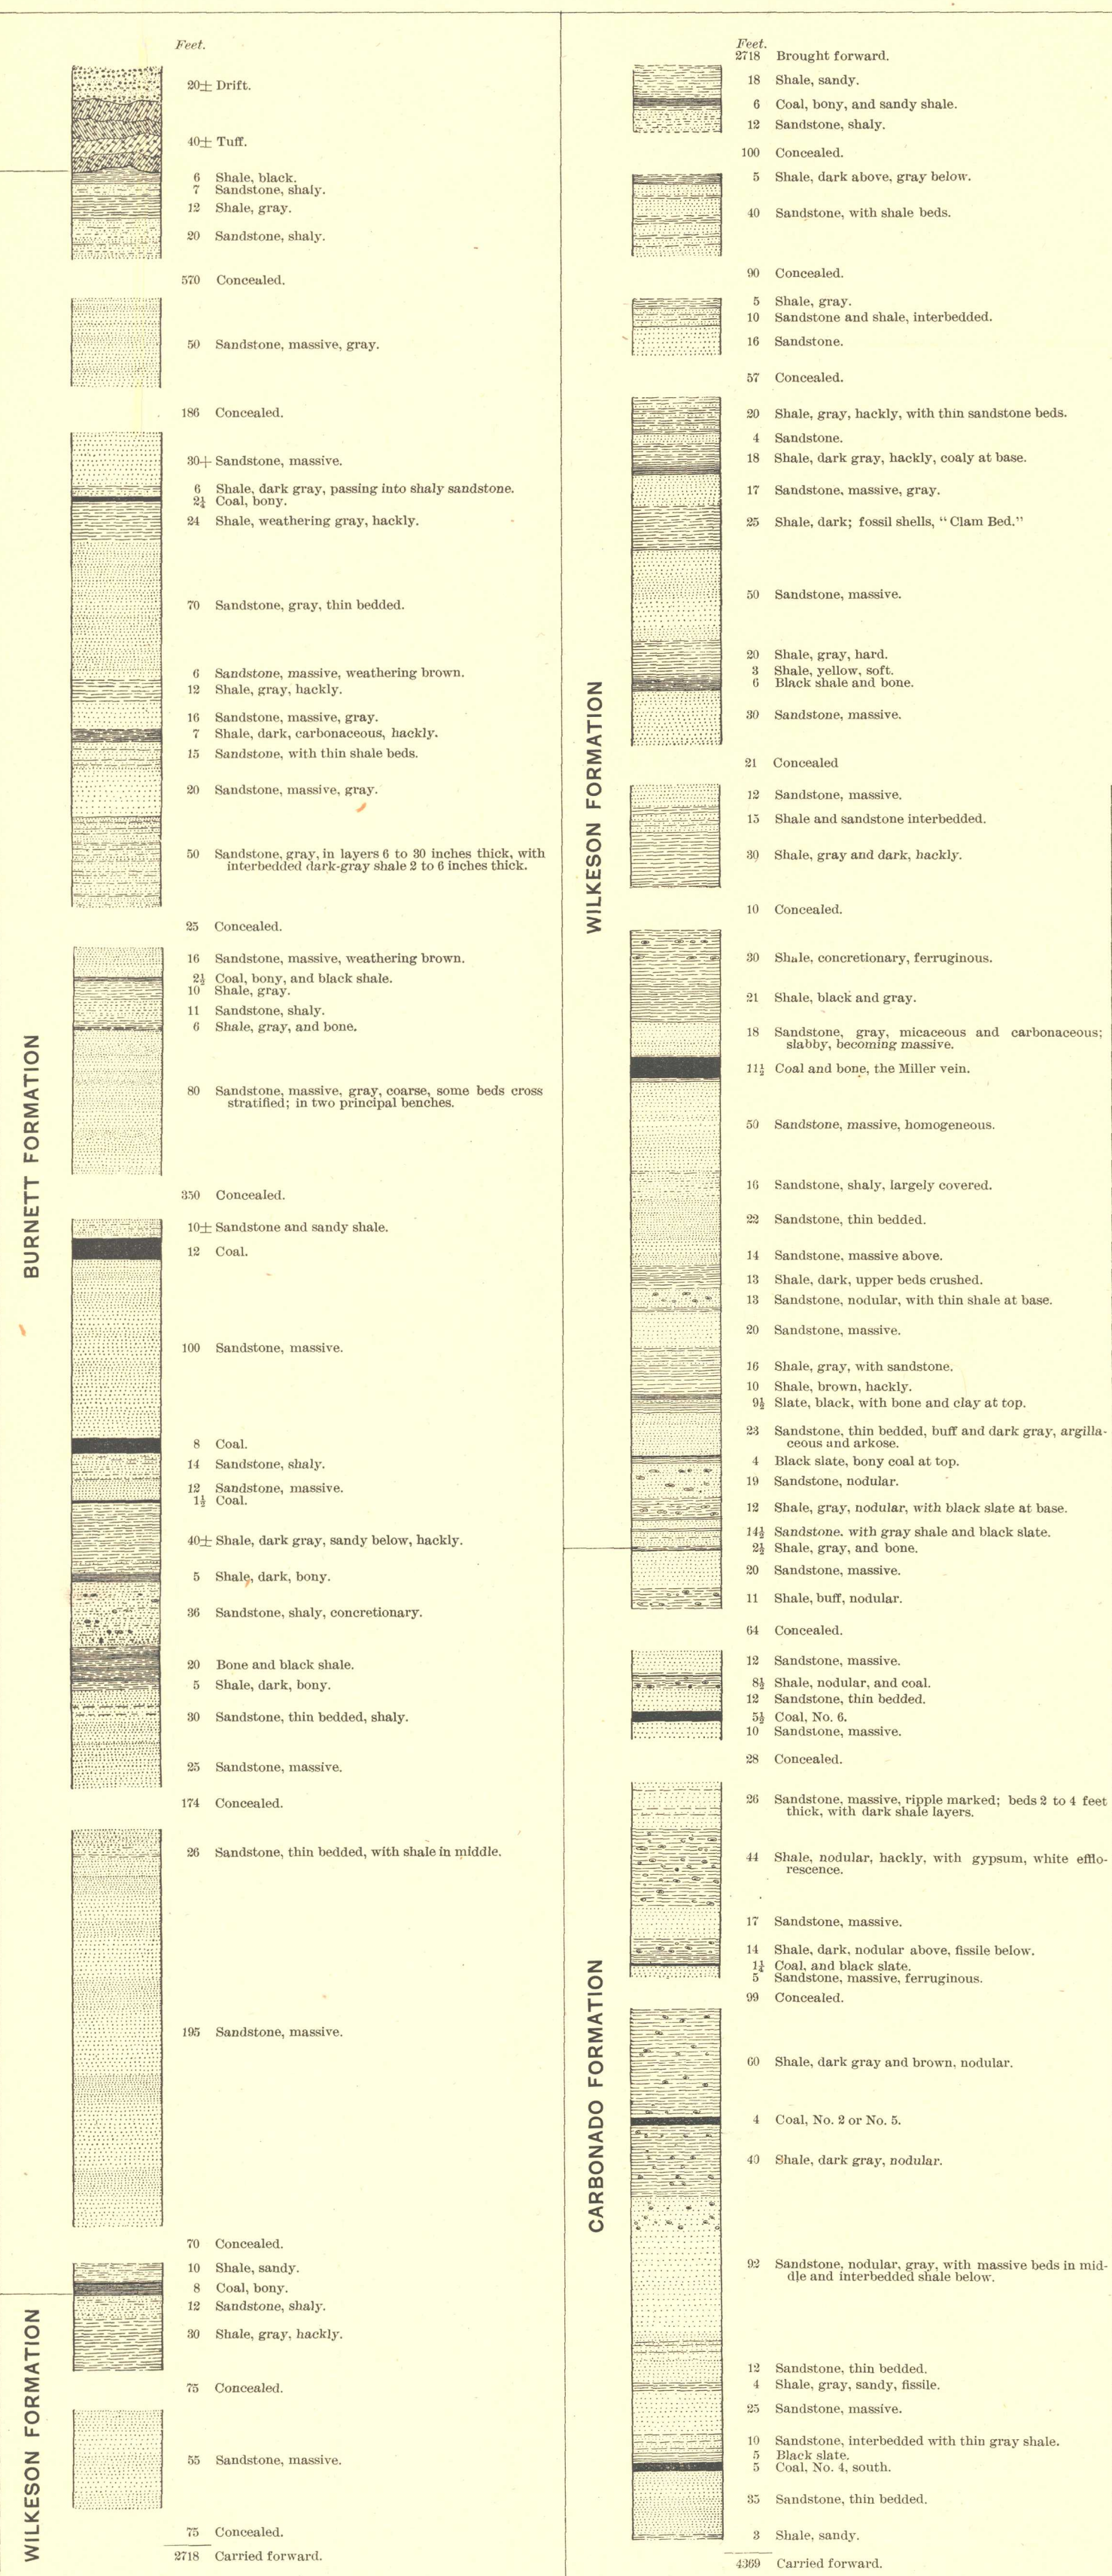 Feet.
20± Drift.
40± Tuff.
6 Shale, black.
7 Sandstone, shaly.
12 Shale, gray.
20 Sandstone, shaly.
570 Concealed.
50 Sandstone, massive, gray.
186 Concealed.
30+ Sandstone, massive.
6 Shale, dark gray, passing into shaly sandstone.
2¼ Coal, bony.
24 Shale, weathering gray, hackly.
70 Sandstone, gray, thin bedded.
6 Sandstone, massive, weathering brown.
12 Shale, gray, hackly.
16 Sandstone, massive, gray.
7 Shale, dark, carbonaceous, hackly.
15 Sandstone, with thin shale beds.
20 Sandstone, massive, gray.
50 Sandstone, gray, in layers 6 to 30 inches thick, with
interbedded dark-gray shale 2 to 6 inches thick.
25 Concealed.
16 Sandstone, massive, weathering brown.
2½ Coal, bony, and black shale.
10 Shale, gray.
11 Sandstone, shaly.
6 Shale, gray, and bone.
80 Sandstone, massive, gray, coarse, some beds cross
stratified; in two principal benches.
BURNETT FORMATION
350 Concealed.
10± Sandstone and sandy shale.
12 Coal.
100 Sandstone, massive.
8 Coal.
14 Sandstone, shaly.
12 Sandstone, massive.
1½ Coal.
40± Shale, dark gray, sandy below, hackly.
5 Shale, dark, bony.
36 Sandstone, shaly, concretionary.
20 Bone and black shale.
5 Shale, dark, bony.
30 Sandstone, thin bedded, shaly.
25 Sandstone, massive.
174 Concealed.
26 Sandstone, thin bedded, with shale in middle.
195 Sandstone, massive.
70 Concealed.
10 Shale, sandy.
8 Coal, bony.
12 Sandstone, shaly.
30 Shale, gray, hackly.
75 Concealed.
WILKESON FORMATION
55 Sandstone, massive.
75 Concealed.
2718 Carried forward.
Feet.
2718 Brought forward.
18 Shale, sandy.
6 Coal, bony, and sandy shale.
12 Sandstone, shaly.
100 Concealed.
5 Shale, dark above, gray below.
40 Sandstone, with shale beds.
90 Concealed.
5 Shale, gray.
10 Sandstone and shale, interbedded.
16 Sandstone.
57 Concealed.
20 Shale, gray, hackly, with thin sandstone beds.
4 Sandstone.
18 Shale, dark gray, hackly, coaly at base.
17 Sandstone, massive, gray.
25 Shale, dark; fossil shells, "Clam Bed."
50 Sandstone, massive.
20 Shale, gray, hard.
3 Shale, yellow, soft.
6 Black shale and bone.
30 Sandstone, massive.
21 Concealed
WILKESON FORMATION
12 Sandstone, massive.
15 Shale and sandstone interbedded.
30 Shale, gray and dark, hackly.
10 Concealed.
30 Shale, concretionary, ferruginous.
21 Shale, black and gray.
18 Sandstone, gray, micaceous and carbonaceous;
slabby, becoming massive.
11½ Coal and bone, the Miller vein.
50 Sandstone, massive, homogeneous.
16 Sandstone, shaly, largely covered.
22 Sandstone, thin bedded.
14 Sandstone, massive above.
13 Shale, dark, upper beds crushed.
13 Sandstone, nodular, with thin shale at base.
20 Sandstone, massive.
16 Shale, gray, with sandstone.
10 Shale, brown, hackly.
9½ Slate, black, with bone and clay at top.
23 Sandstone, thin bedded, buff and dark gray, argilla-
ceous and arkose.
4 Black slate, bony coal at top.
19 Sandstone, nodular.
12 Shale, gray, nodular, with black slate at base.
14½ Sandstone, with gray shale and black slate.
2½ Shale, gray, and bone.
20 Sandstone, massive.
11 Shale, buff, nodular.
64 Concealed.
12 Sandstone, massive.
8½ Shale, nodular, and coal.
12 Sandstone, thin bedded.
5½ Coal, No. 6.
10 Sandstone, massive.
28 Concealed.
26 Sandstone, massive, ripple marked; beds 2 to 4 feet
thick, with dark shale layers.
44 Shale, nodular, hackly, with gypsum, white efflo-
rescence.
17 Sandstone, massive.
14 Shale, dark, nodular above, fissile below.
1¼ Coal, and black slate.
5 Sandstone, massive, ferruginous.
99 Concealed.
CARBONADO FORMATION
60 Shale, dark gray and brown, nodular.
4 Coal, No. 2 or No. 5.
40 Shale, dark gray, nodular.
92 Sandstone, nodular, gray, with massive beds in mid-
dle and interbedded shale below.
12 Sandstone, thin bedded.
4 Shale, gray, sandy, fissile.
25 Sandstone, massive.
10 Sandstone, interbedded with thin gray shale.
5 Black slate.
5 Coal, No. 4, south.
35 Sandstone, thin bedded.
3 Shale, sandy.
4369 Carried forward.